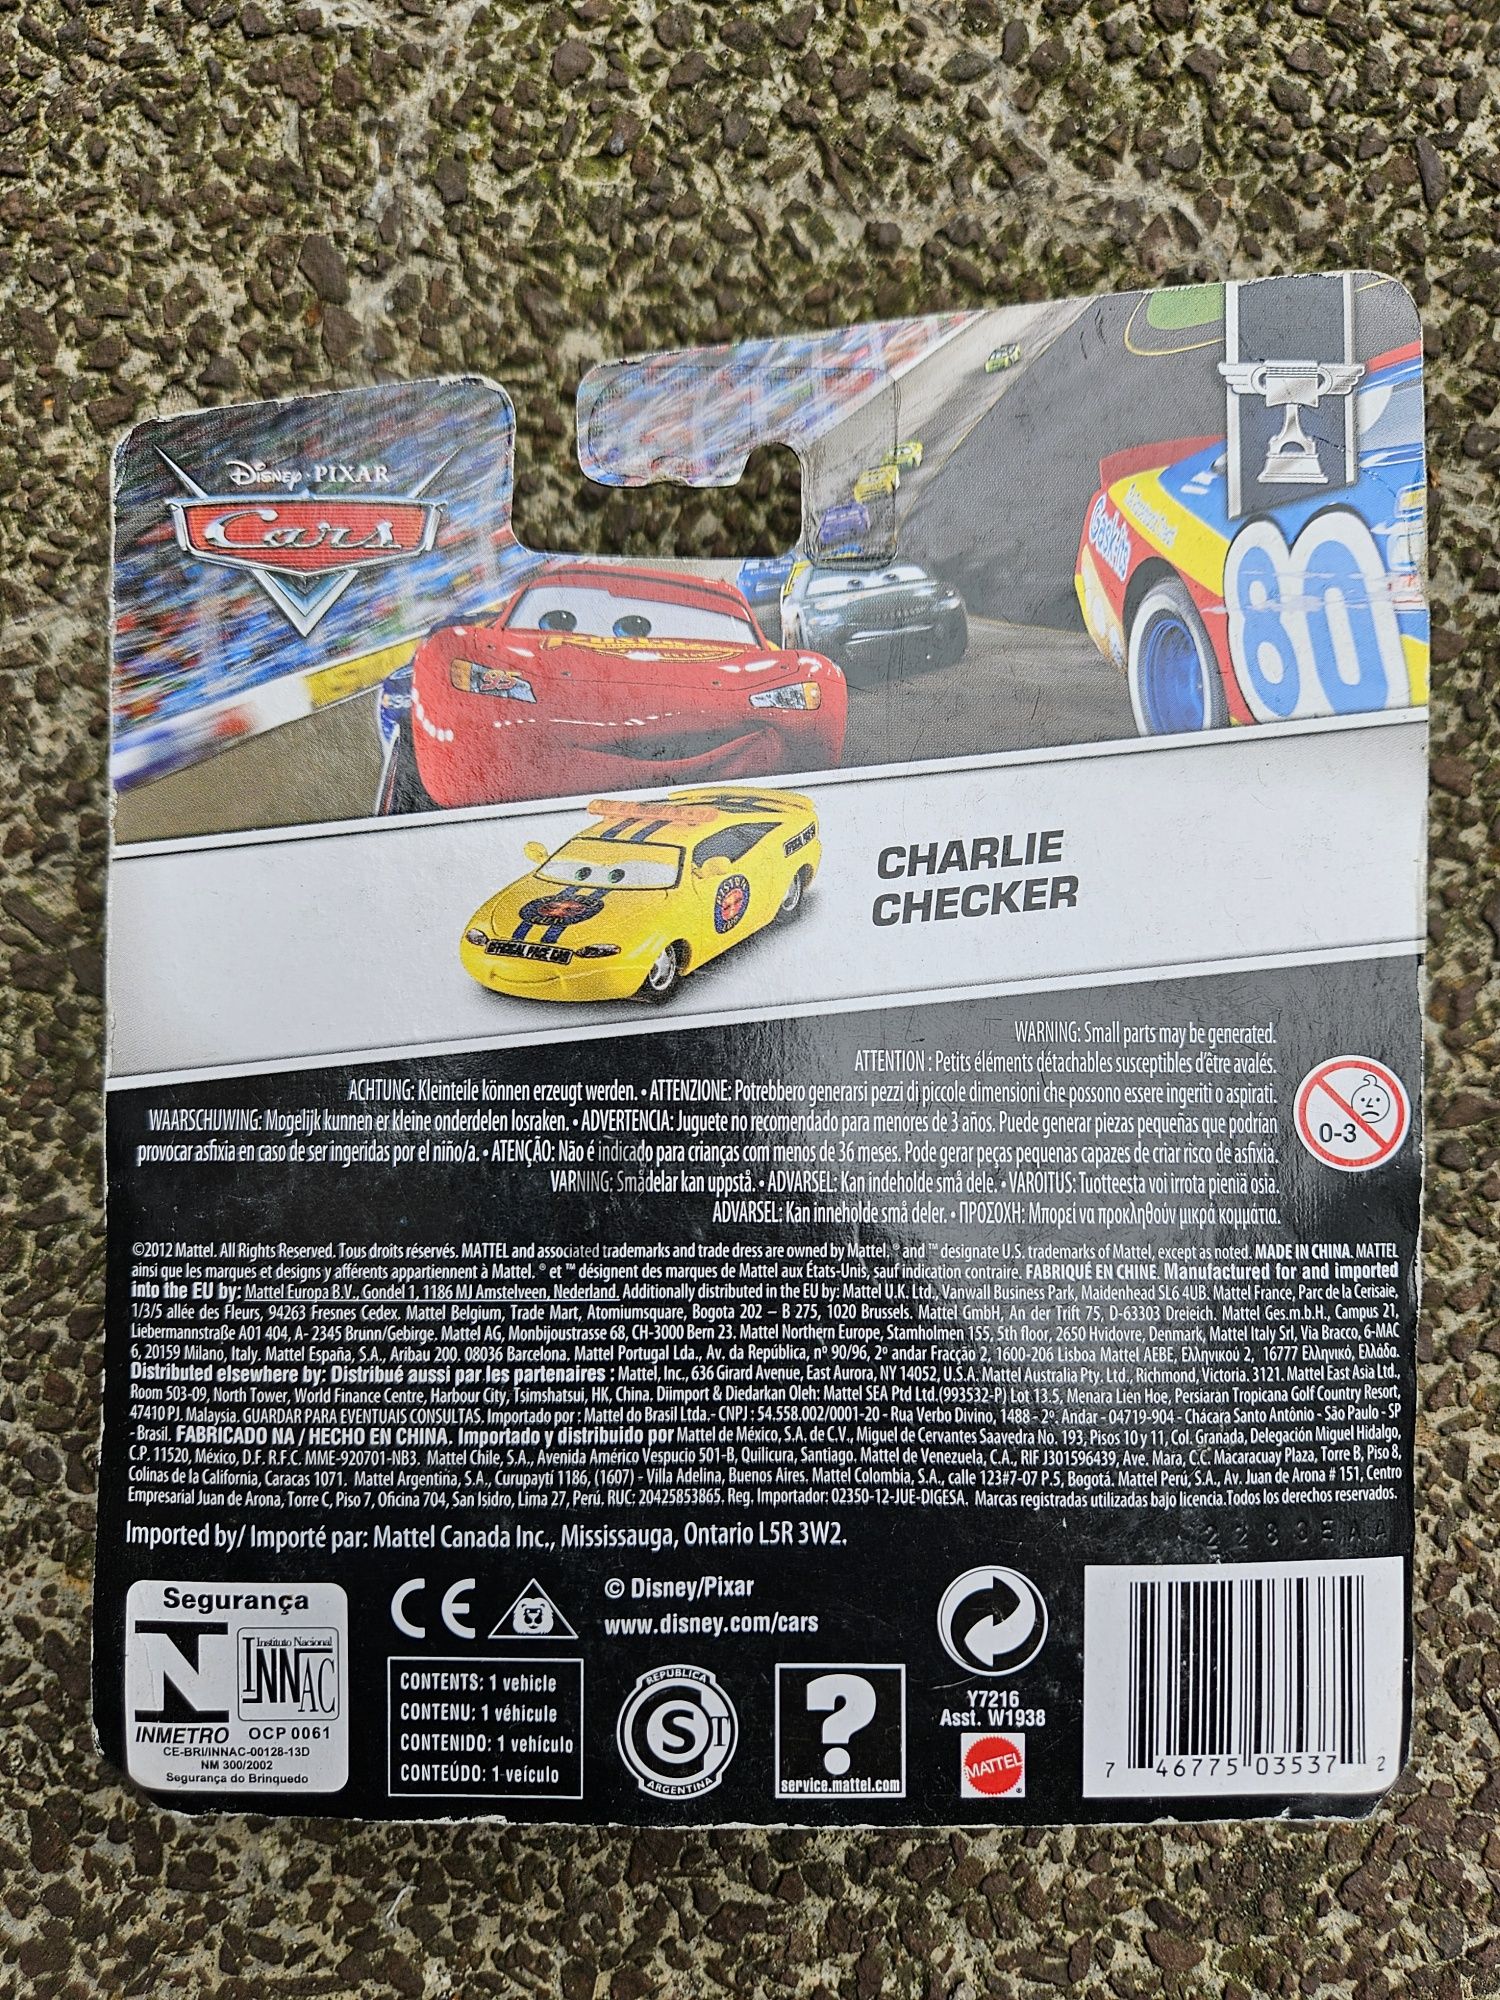 DISNEY·PIXAR
Cars
95
80
CHARLIE
CHECKER
OFFICIAL PACE CAR
WARNING: Small parts may be generated.
ATTENTION : Petits éléments détachables susceptibles d'être avalés.
ACHTUNG: Kleinteile können erzeugt werden. • ATTENZIONE: Potrebbero generarsi pezzi di piccole dimensioni che possono essere ingeriti o aspirati.
WAARSCHUWING: Mogelijk kunnen er kleine onderdelen losraken. • ADVERTENCIA: Juguete no recomendado para menores de 3 años. Puede generar piezas pequeñas que podrían
provocar asfixia en caso de ser ingeridas por el niño/a. • ATENÇÃO: Não é indicado para crianças com menos de 36 meses. Pode gerar peças pequenas capazes de criar risco de asfixia.
VARNING: Smådelar kan uppstå. • ADVARSEL: Kan indeholde små dele. • VAROITUS: Tuotteesta voi irrota pieniä osia.
ADVARSEL: Kan inneholde små deler. • ΠΡΟΣΟΧΗ: Μπορεί να προκληθούν μικρά κομμάτια.
0-3
©2012 Mattel. All Rights Reserved. Tous droits réservés. MATTEL and associated trademarks and trade dress are owned by Mattel. ® and ™ designate U.S. trademarks of Mattel, except as noted. MADE IN CHINA. MATTEL
ainsi que les marques et designs y afférents appartiennent à Mattel. ® et ™ désignent des marques de Mattel aux États-Unis, sauf indication contraire. FABRIQUÉ EN CHINE. Manufactured for and imported
into the EU by: Mattel Europa B.V., Gondel 1, 1186 MJ Amstelveen, Nederland. Additionally distributed in the EU by: Mattel U.K. Ltd., Vanwall Business Park, Maidenhead SL6 4UB. Mattel France, Parc de la Cerisaie,
1/3/5 allée des Fleurs, 94263 Fresnes Cedex. Mattel Belgium, Trade Mart, Atomiumsquare, Bogota 202 – B 275, 1020 Brussels. Mattel GmbH, An der Trift 75, D-63303 Dreieich. Mattel Ges.m.b.H., Campus 21,
Liebermannstraße A01 404, A- 2345 Brunn/Gebirge. Mattel AG, Monbijoustrasse 68, CH-3000 Bern 23. Mattel Northern Europe, Stamholmen 155, 5th floor, 2650 Hvidovre, Denmark, Mattel Italy Srl, Via Bracco, 6-MAC
6, 20159 Milano, Italy. Mattel España, S.A., Aribau 200. 08036 Barcelona. Mattel Portugal Lda., Av. da República, nº 90/96, 2º andar Fracção 2, 1600-206 Lisboa Mattel AEBE, Ελληνικού 2, 16777 Ελληνικό, Ελλάδα.
Distributed elsewhere by: Distribué aussi par les partenaires : Mattel, Inc., 636 Girard Avenue, East Aurora, NY 14052, U.S.A. Mattel Australia Pty. Ltd., Richmond, Victoria. 3121. Mattel East Asia Ltd.,
Room 503-09, North Tower, World Finance Centre, Harbour City, Tsimshatsui, HK, China. Diimport & Diedarkan Oleh: Mattel SEA Ptd Ltd.(993532-P) Lot 13.5, Menara Lien Hoe, Persiaran Tropicana Golf Country Resort,
47410 PJ. Malaysia. GUARDAR PARA EVENTUAIS CONSULTAS. Importado por : Mattel do Brasil Ltda.- CNPJ : 54.558.002/0001-20 - Rua Verbo Divino, 1488 - 2º. Andar - 04719-904 - Chácara Santo Antônio - São Paulo - SP
- Brasil. FABRICADO NA / HECHO EN CHINA. Importado y distribuido por Mattel de México, S.A. de C.V., Miguel de Cervantes Saavedra No. 193, Pisos 10 y 11, Col. Granada, Delegación Miguel Hidalgo,
C.P. 11520, México, D.F. R.F.C. MME-920701-NB3. Mattel Chile, S.A., Avenida Américo Vespucio 501-B, Quilicura, Santiago. Mattel de Venezuela, C.A., RIF J301596439, Ave. Mara, C.C. Macaracuay Plaza, Torre B, Piso 8,
Colinas de la California, Caracas 1071. Mattel Argentina, S.A., Curupaytí 1186, (1607) - Villa Adelina, Buenos Aires. Mattel Colombia, S.A., calle 123#7-07 P.5, Bogotá. Mattel Perú, S.A., Av. Juan de Arona # 151, Centro
Empresarial Juan de Arona, Torre C, Piso 7, Oficina 704, San Isidro, Lima 27, Perú. RUC: 20425853865. Reg. Importador: 02350-12-JUE-DIGESA. Marcas registradas utilizadas bajo licencia. Todos los derechos reservados.
Imported by/ Importé par: Mattel Canada Inc., Mississauga, Ontario L5R 3W2.
Segurança
Instituto Nacional
INNAC
INMETRO OCP 0061
CE-BRI/INNAC-00128-13D
NM 300/2002
Segurança do Brinquedo
CE
© Disney/Pixar
www.disney.com/cars
CONTENTS: 1 vehicle
CONTENU: 1 véhicule
CONTENIDO: 1 vehículo
CONTEÚDO: 1 veículo
REPUBLICA
S
T
ARGENTINA
?
service.mattel.com
Y7216
Asst. W1938
MATTEL
7 46775 03537 2